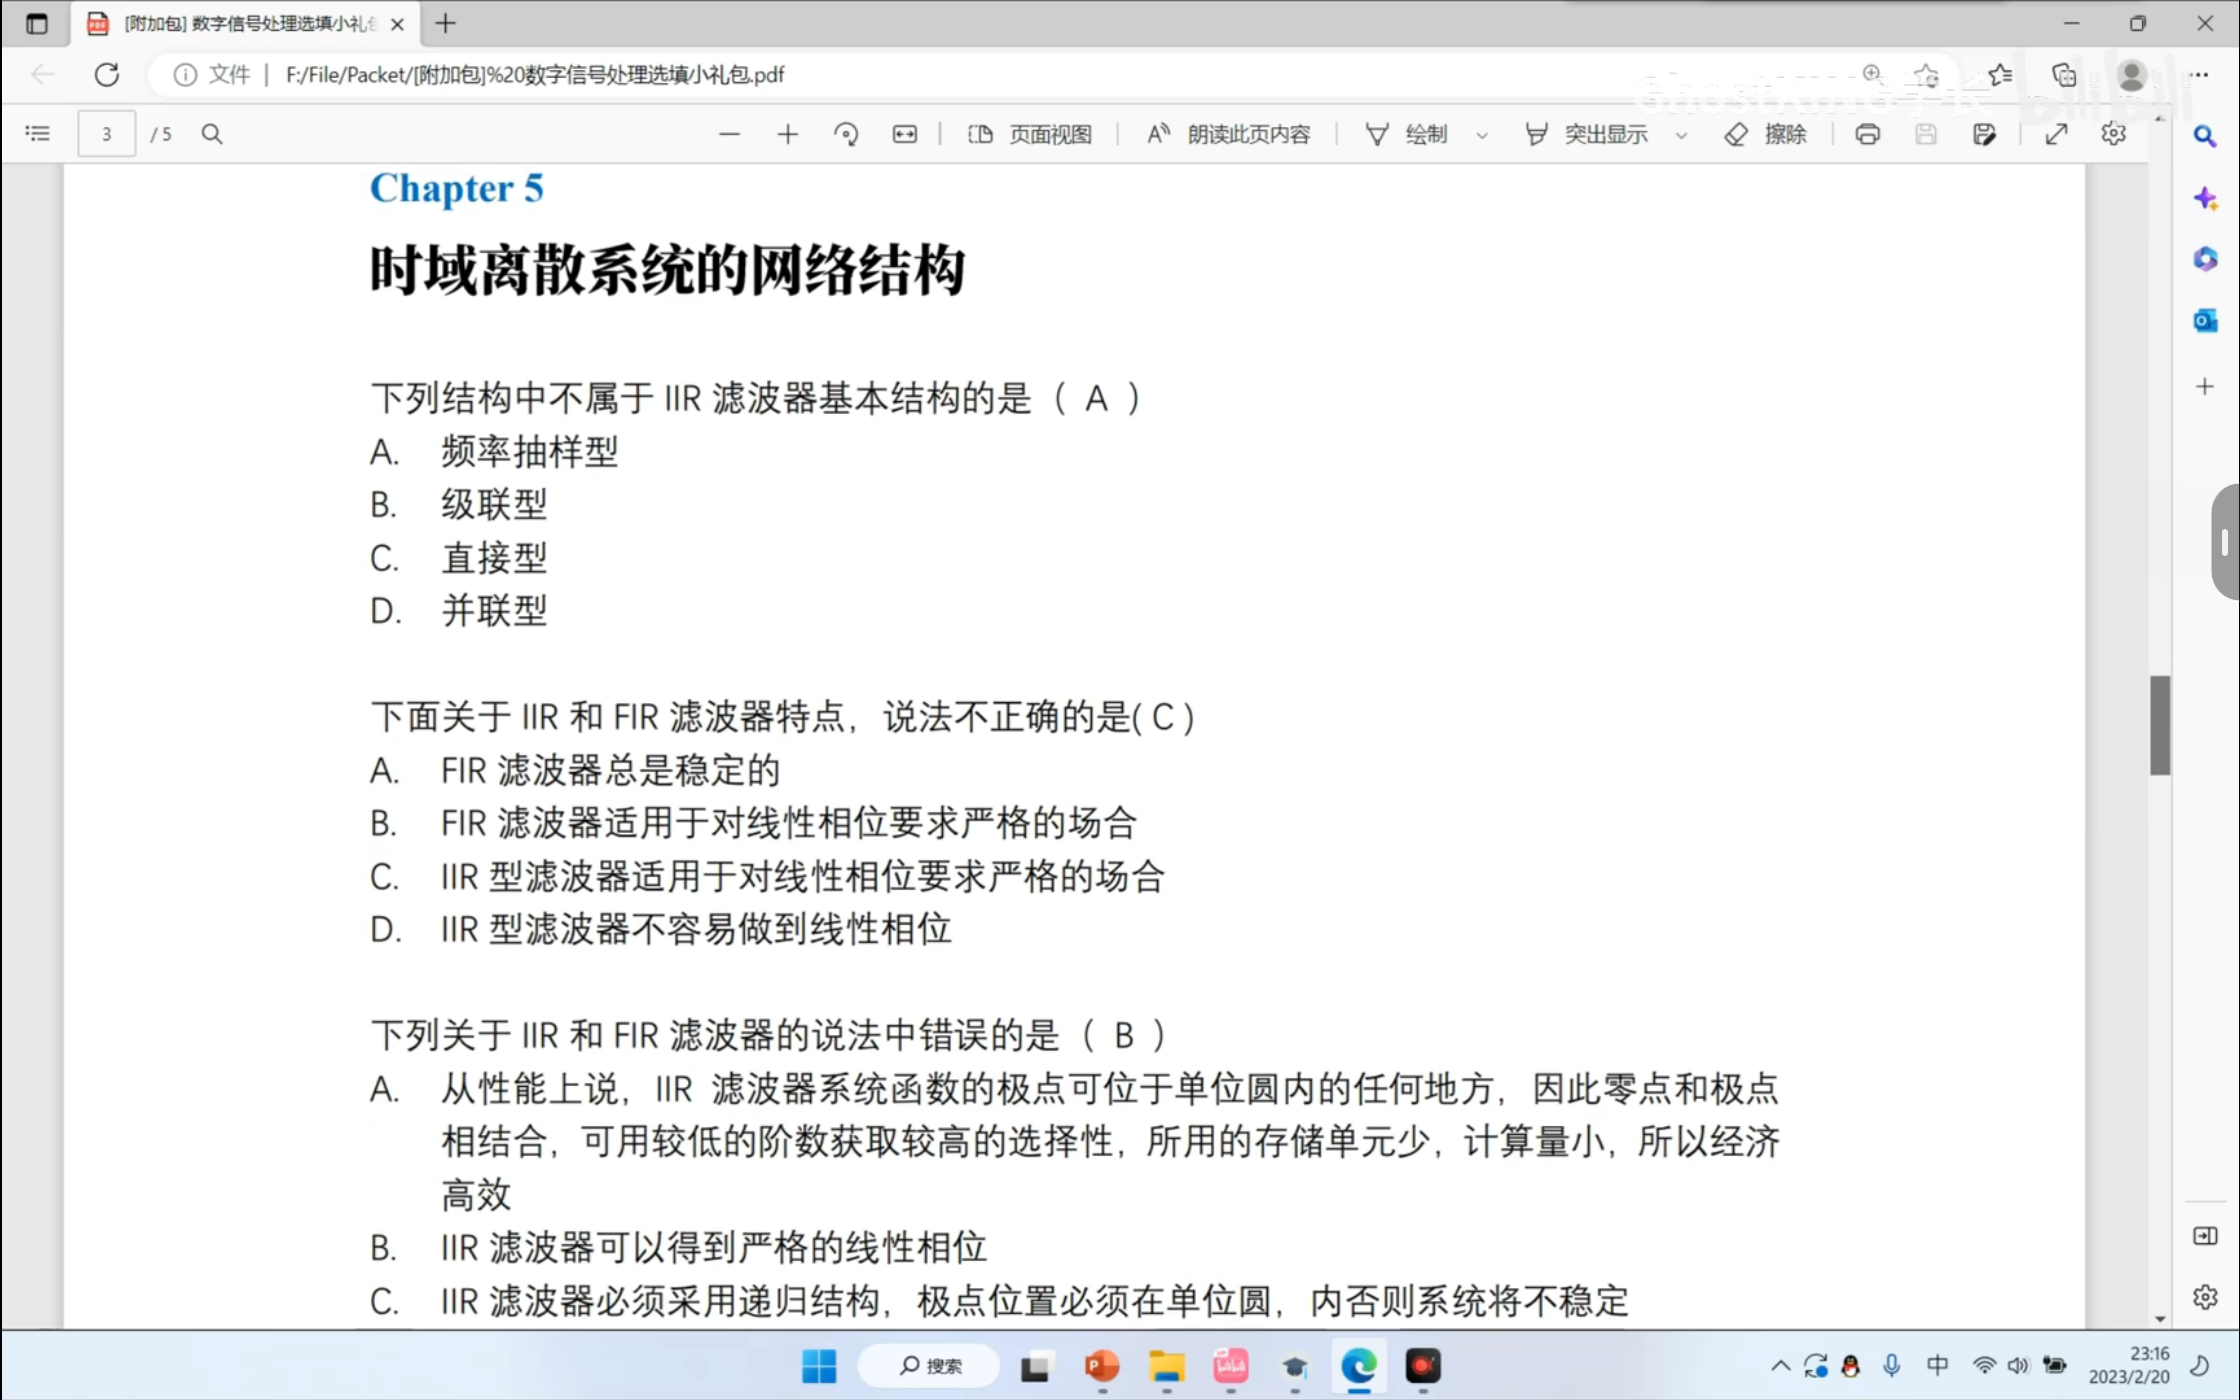 [附加包] 数字信号处理选填小礼包
文件 | F:/File/Packet/[附加包]%20数字信号处理选填小礼包.pdf
3 / 5 页面视图 朗读此页内容 绘制 突出显示 擦除
Chapter 5
时域离散系统的网络结构
下列结构中不属于 IIR 滤波器基本结构的是（ A ）
A. 频率抽样型
B. 级联型
C. 直接型
D. 并联型
下面关于 IIR 和 FIR 滤波器特点，说法不正确的是( C )
A. FIR 滤波器总是稳定的
B. FIR 滤波器适用于对线性相位要求严格的场合
C. IIR 型滤波器适用于对线性相位要求严格的场合
D. IIR 型滤波器不容易做到线性相位
下列关于 IIR 和 FIR 滤波器的说法中错误的是（ B ）
A. 从性能上说，IIR 滤波器系统函数的极点可位于单位圆内的任何地方，因此零点和极点
相结合，可用较低的阶数获取较高的选择性，所用的存储单元少，计算量小，所以经济
高效
B. IIR 滤波器可以得到严格的线性相位
C. IIR 滤波器必须采用递归结构，极点位置必须在单位圆，内否则系统将不稳定
搜索
中
23:16
2023/2/20